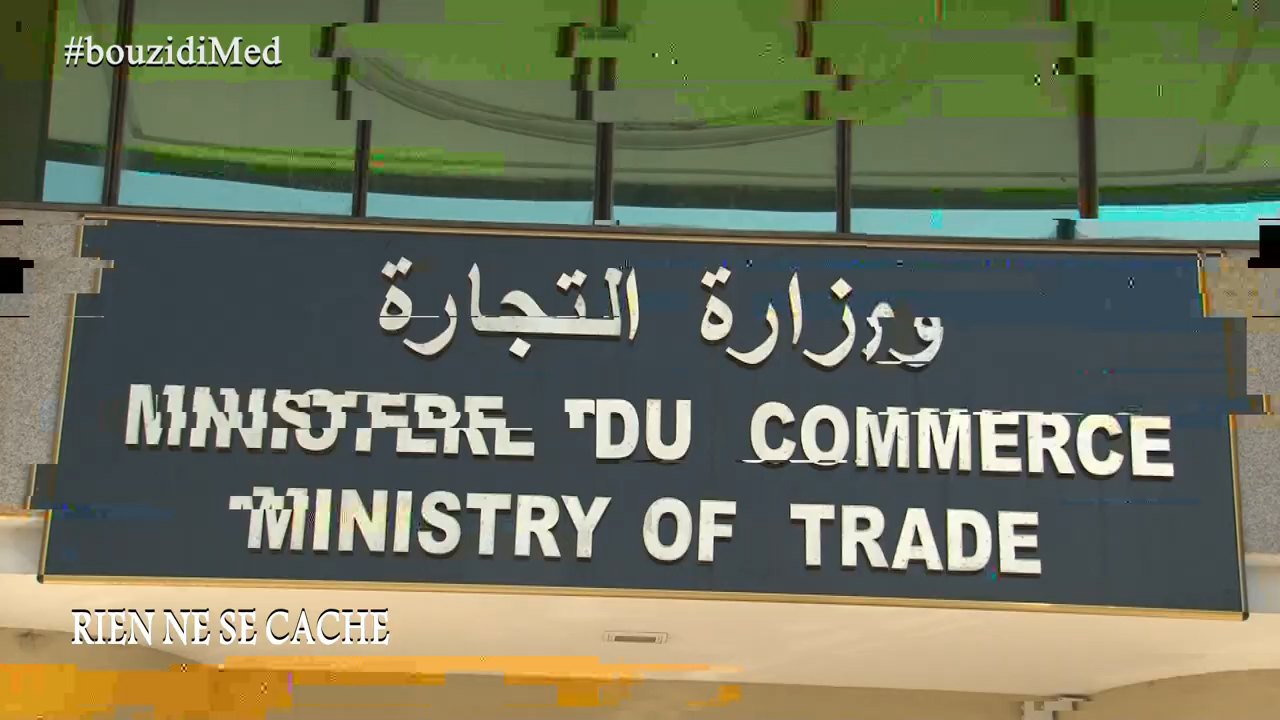 #bouzidiMed
وزارة التجارة
MINISTERE DU COMMERCE
MINISTRY OF TRADE
RIEN NE SE CACHE